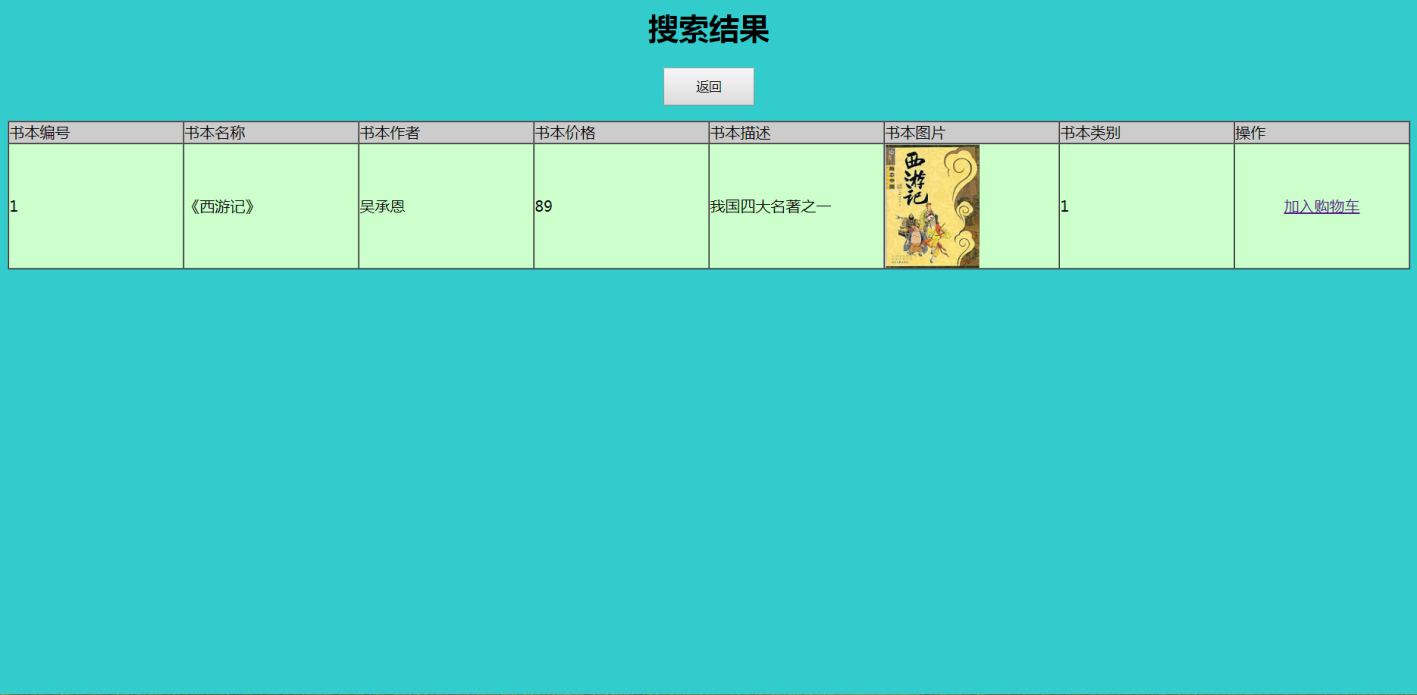 搜索结果
返回
书本编号 书本名称 书本作者 书本价格 书本描述 书本图片 书本类别 操作
1 《西游记》 吴承恩 89 我国四大名著之一 1 加入购物车
西游记